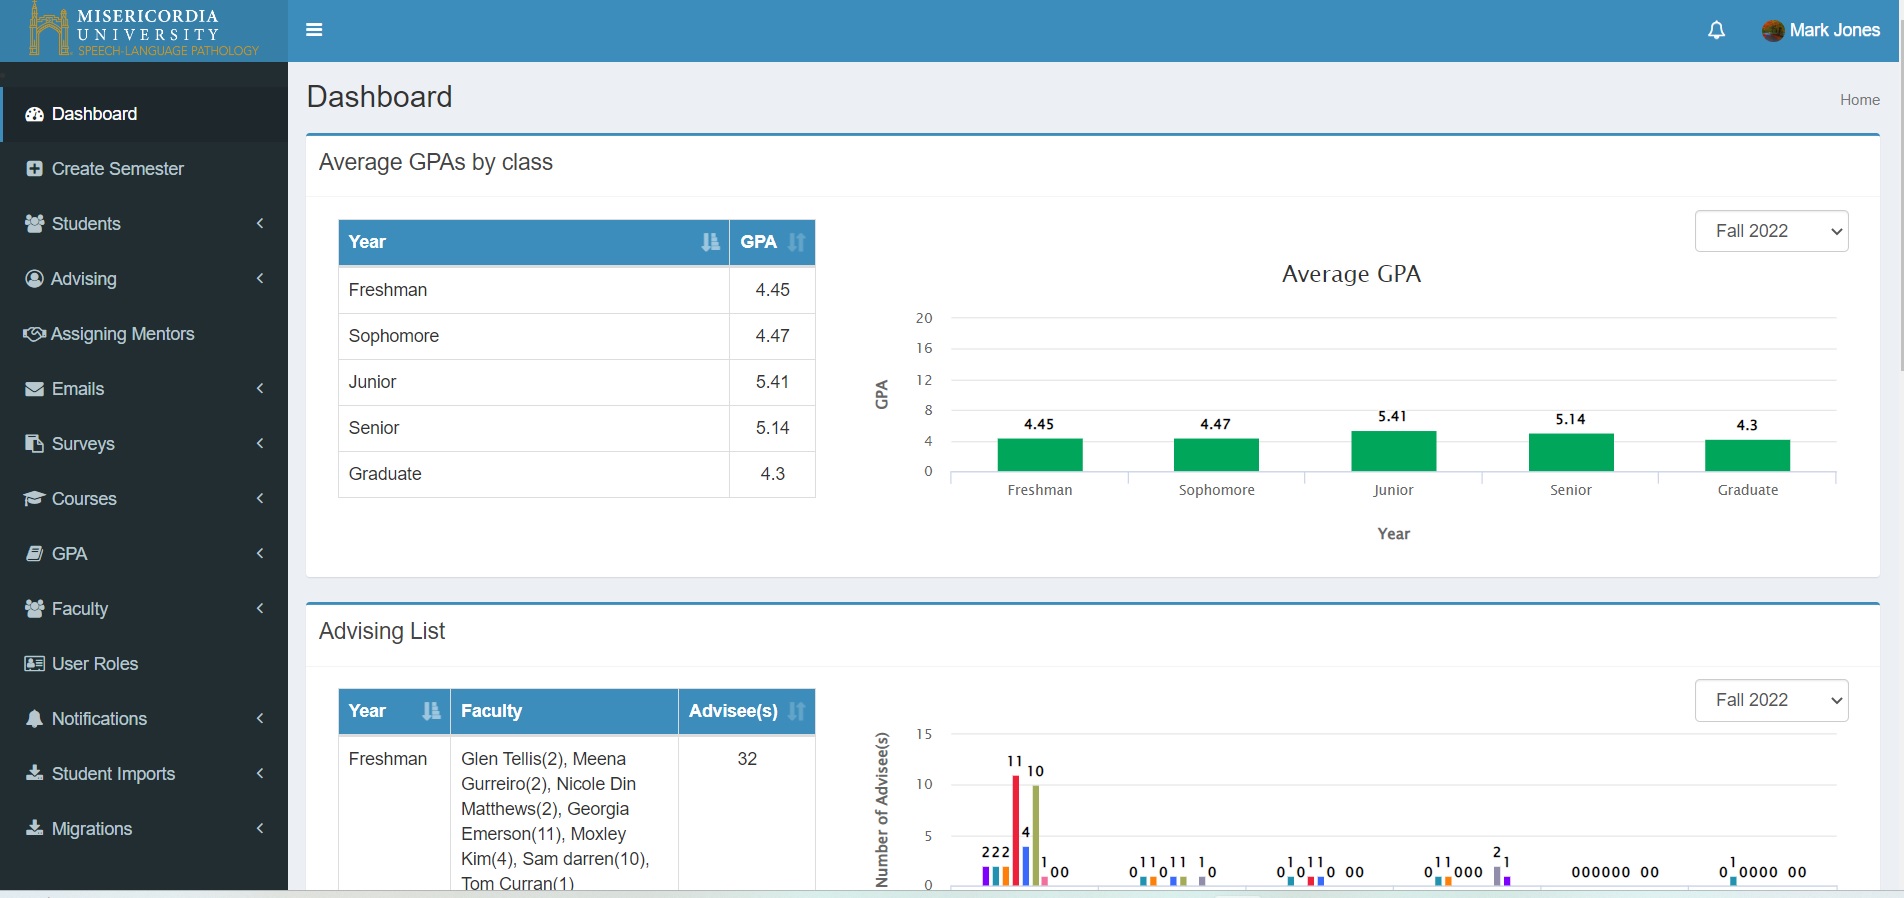 MISERICORDIA
UNIVERSITY
SPEECH-LANGUAGE PATHOLOGY
Mark Jones
Dashboard
Create Semester
Students
Advising
Assigning Mentors
Emails
Surveys
Courses
GPA
Faculty
User Roles
Notifications
Student Imports
Migrations
Dashboard
Home
Average GPAs by class
Year GPA
Freshman 4.45
Sophomore 4.47
Junior 5.41
Senior 5.14
Graduate 4.3
Fall 2022
Average GPA
GPA
20
16
12
8
4
0
4.45 4.47 5.41 5.14 4.3
Freshman Sophomore Junior Senior Graduate
Year
Advising List
Year Faculty Advisee(s)
Freshman Glen Tellis(2), Meena 32
Gurreiro(2), Nicole Din
Matthews(2), Georgia
Emerson(11), Moxley
Kim(4), Sam darren(10),
Tom Curran(1)
Fall 2022
Number of Advisee(s)
15
10
5
0
2 2 2 11 4 10 1 0 0
0 1 1 0 1 1 1 0
0 1 0 1 1 0 0 0
0 1 1 0 0 0 2 1
0 0 0 0 0 0 0 0
0 1 0 0 0 0 0 0